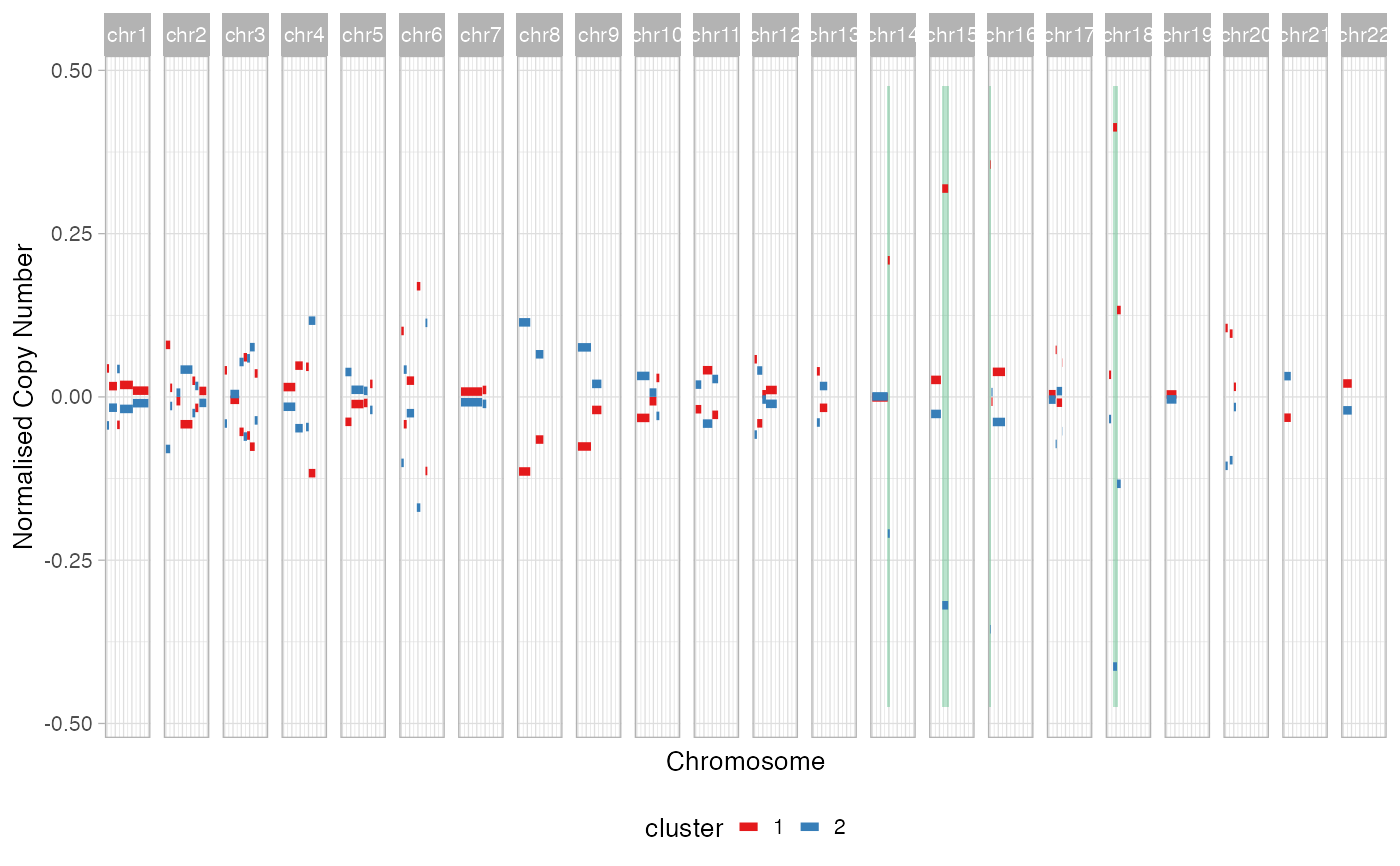 chr1 chr2 chr3 chr4 chr5 chr6 chr7 chr8 chr9 chr10 chr11 chr12 chr13 chr14 chr15 chr16 chr17 chr18 chr19 chr20 chr21 chr22
0.50
0.25
0.00
-0.25
-0.50
Normalised Copy Number
Chromosome
cluster 1 2